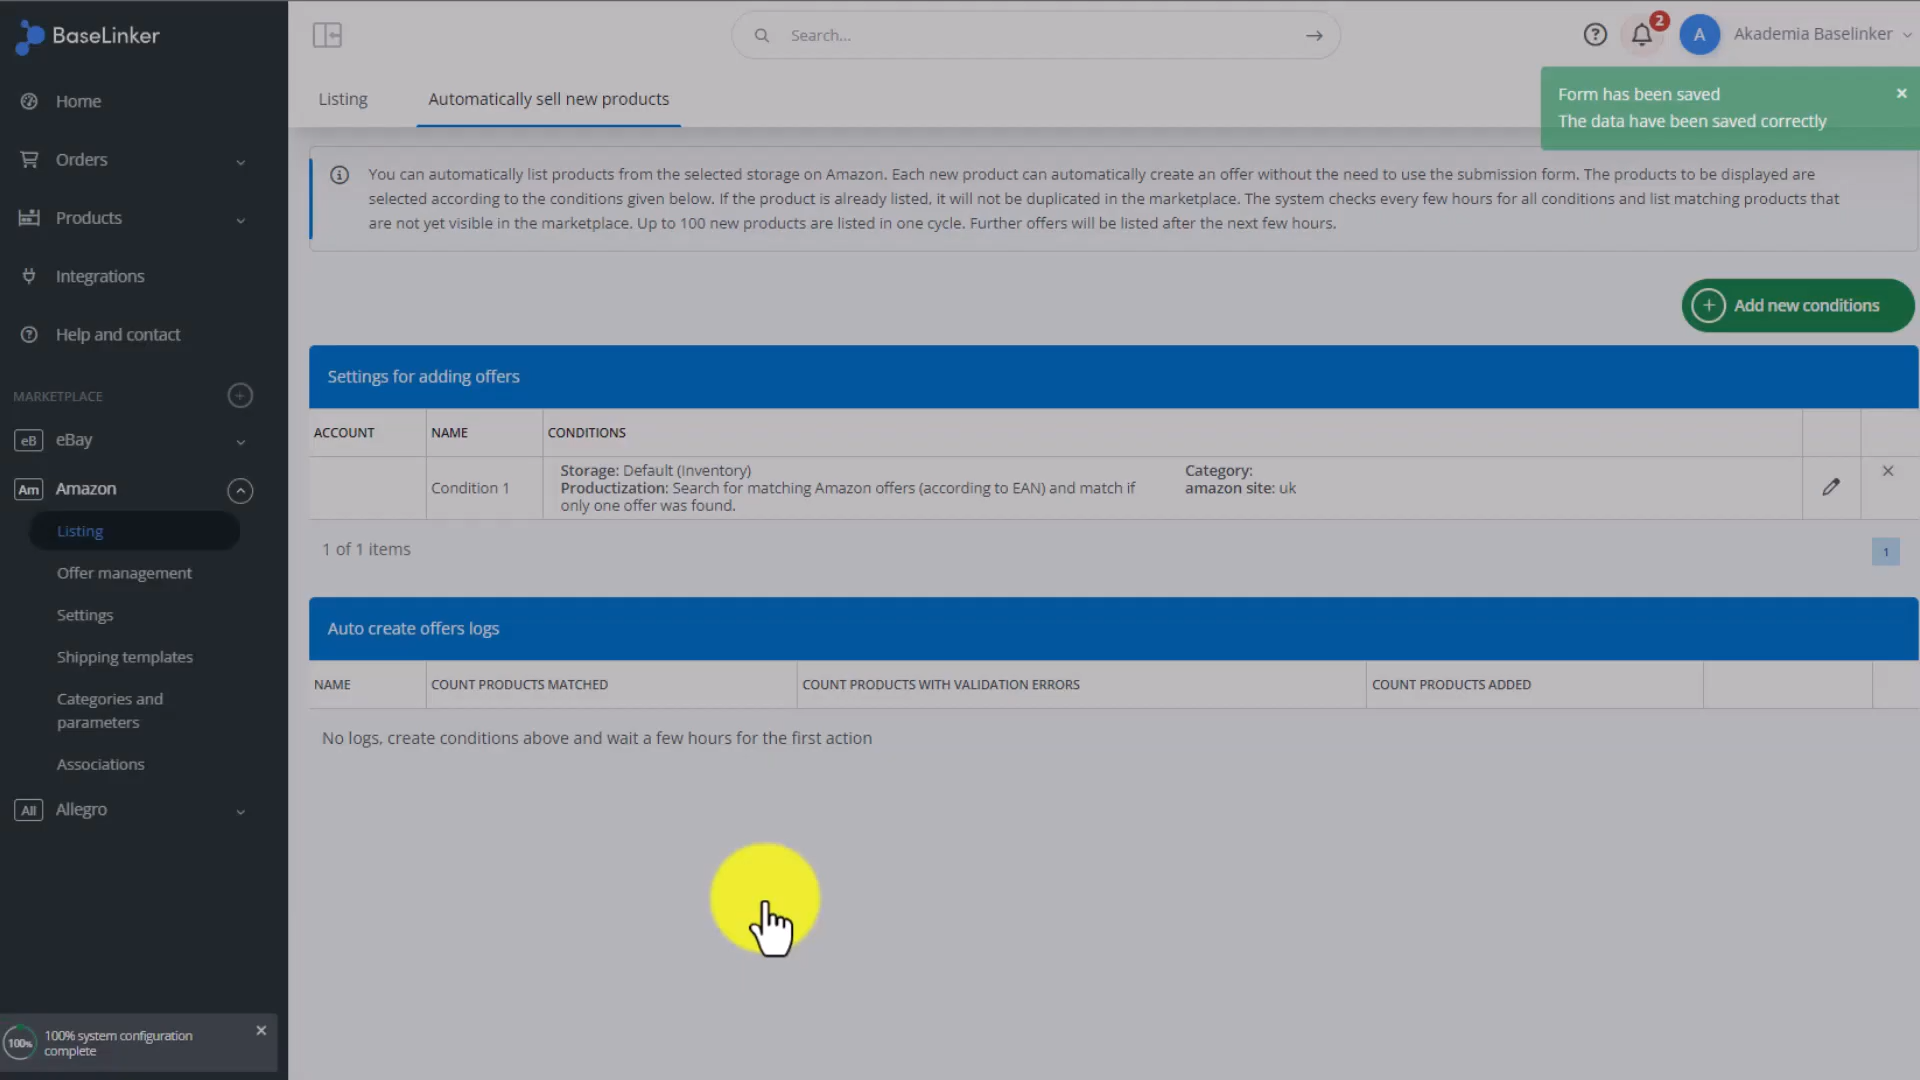 BaseLinker
Search...
2
A
Akademia Baselinker
Home
Orders
Products
Integrations
Help and contact
MARKETPLACE
eB
eBay
Am
Amazon
Listing
Offer management
Settings
Shipping templates
Categories and
parameters
Associations
All
Allegro
100%
100% system configuration
complete
Listing
Automatically sell new products
Form has been saved
The data have been saved correctly
You can automatically list products from the selected storage on Amazon. Each new product can automatically create an offer without the need to use the submission form. The products to be displayed are
selected according to the conditions given below. If the product is already listed, it will not be duplicated in the marketplace. The system checks every few hours for all conditions and list matching products that
are not yet visible in the marketplace. Up to 100 new products are listed in one cycle. Further offers will be listed after the next few hours.
Add new conditions
Settings for adding offers
ACCOUNT NAME CONDITIONS
Condition 1
Storage: Default (Inventory)
Productization: Search for matching Amazon offers (according to EAN) and match if
only one offer was found.
Category:
amazon site: uk
1 of 1 items
1
Auto create offers logs
NAME COUNT PRODUCTS MATCHED COUNT PRODUCTS WITH VALIDATION ERRORS COUNT PRODUCTS ADDED
No logs, create conditions above and wait a few hours for the first action